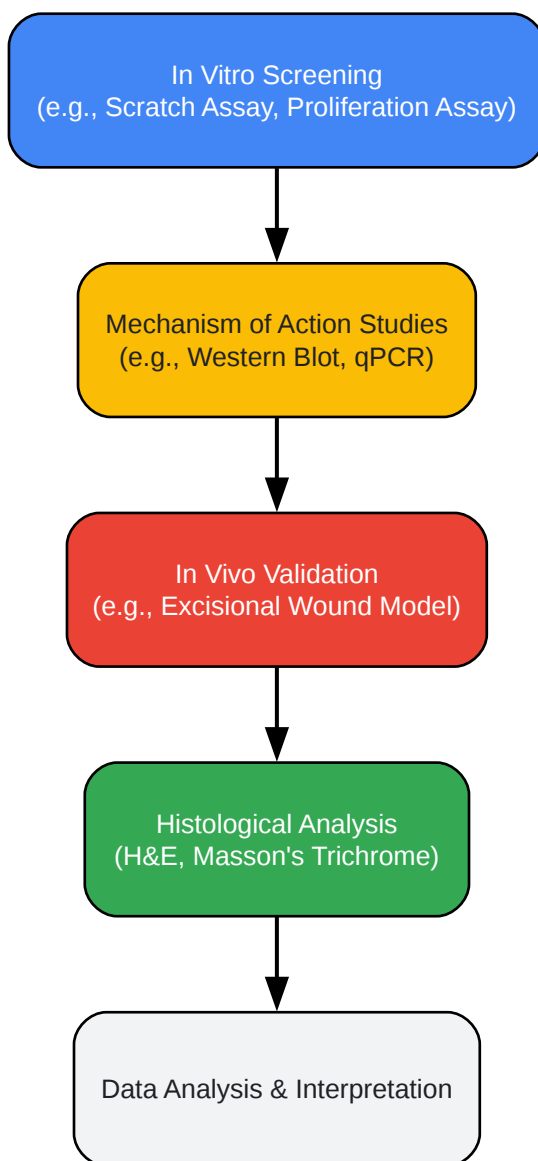 In Vitro Screening
(e.g., Scratch Assay, Proliferation Assay)
Mechanism of Action Studies
(e.g., Western Blot, qPCR)
In Vivo Validation
(e.g., Excisional Wound Model)
Histological Analysis
(H&E, Masson's Trichrome)
Data Analysis & Interpretation